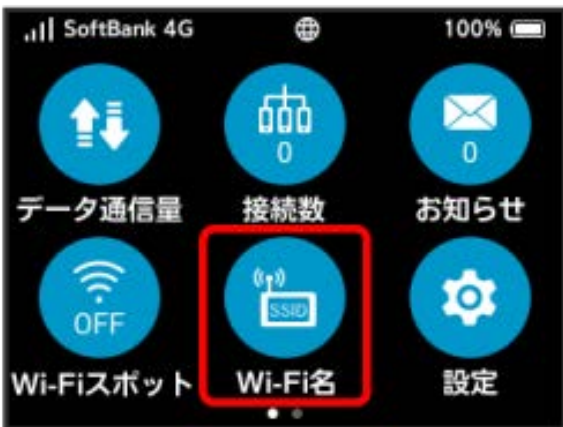 SoftBank 4G 100%
0 0
データ通信量 接続数 お知らせ
OFF SSID
Wi-Fiスポット Wi-Fi名 設定